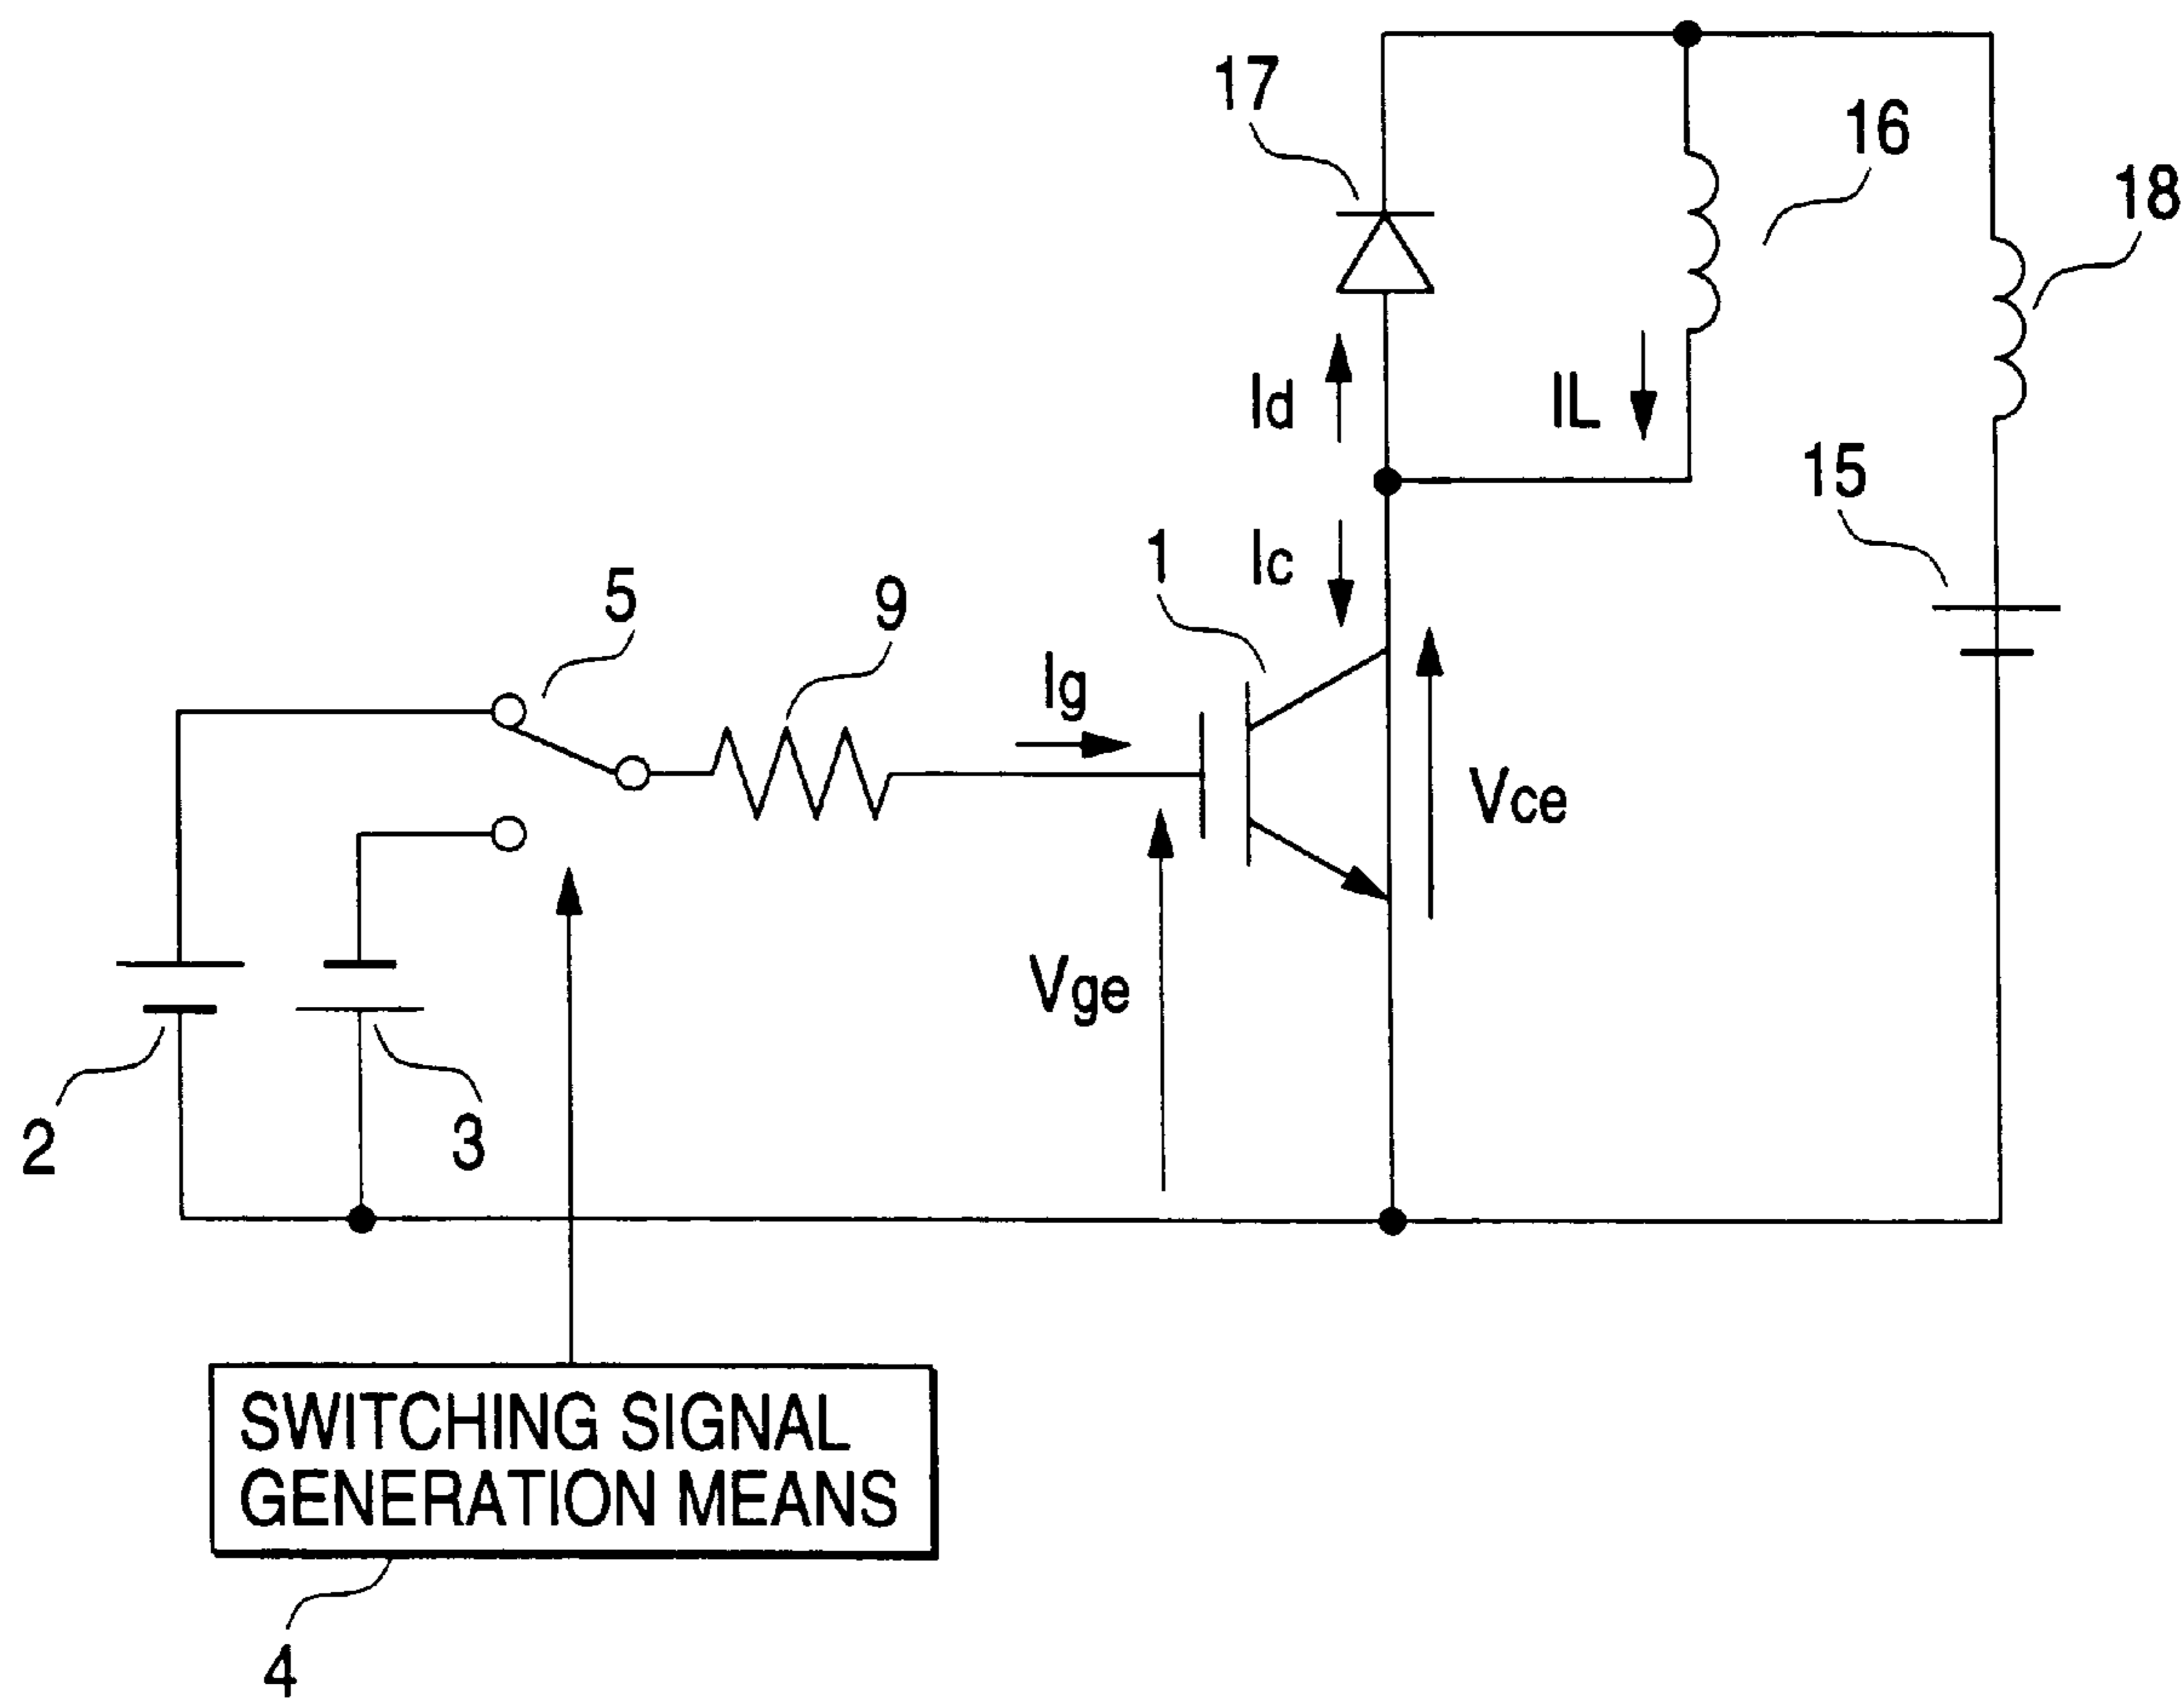 17
16
18
Id
IL
15
1
Ic
5
9
Ig
Vce
Vge
2
3
SWITCHING SIGNAL
GENERATION MEANS
4